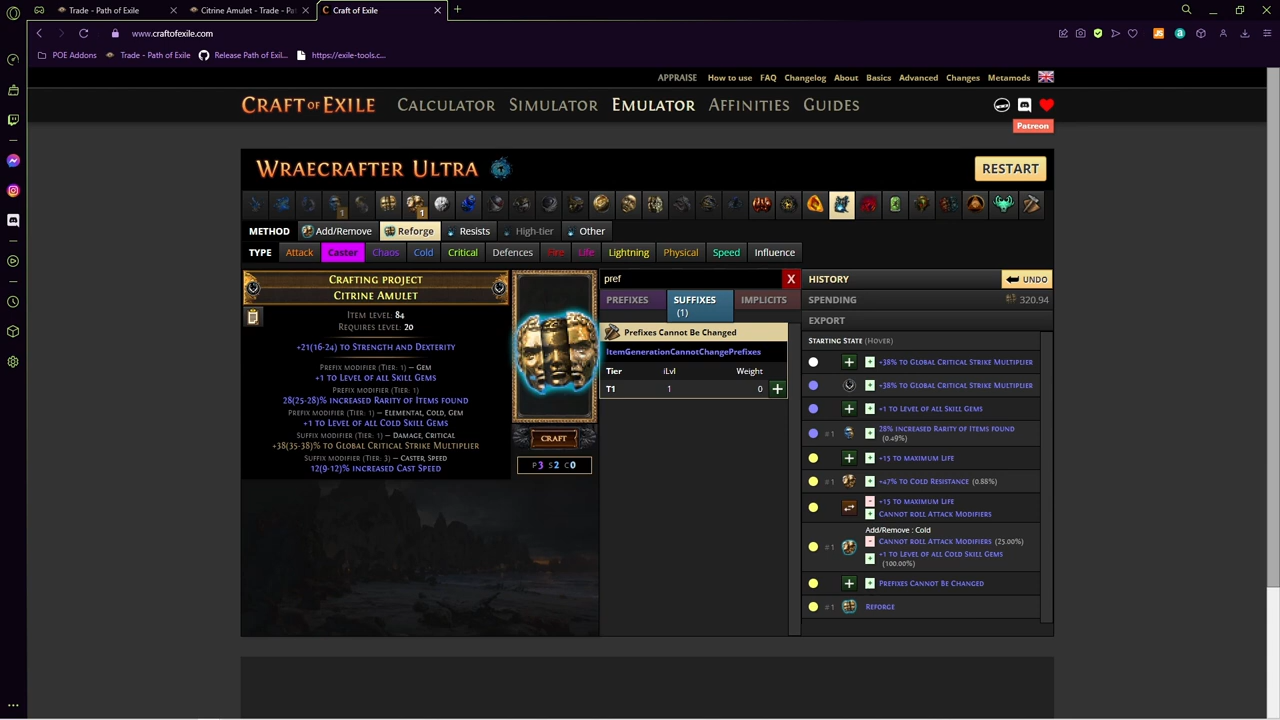 Trade - Path of Exile
Citrine Amulet - Trade - Pat
Craft of Exile
www.craftofexile.com
POE Addons
Trade - Path of Exile
Release Path of Exil...
https://exile-tools.c...
APPRAISE
How to use
FAQ
Changelog
About
Basics
Advanced
Changes
Metamods
CRAFT OF EXILE
CALCULATOR
SIMULATOR
EMULATOR
AFFINITIES
GUIDES
Patreon
WRAECRAFTER ULTRA
RESTART
1
1
METHOD
Add/Remove
Reforge
Resists
High-tier
Other
TYPE
Attack
Caster
Chaos
Cold
Critical
Defences
Fire
Life
Lightning
Physical
Speed
Influence
CRAFTING PROJECT
CITRINE AMULET
ITEM LEVEL: 84
REQUIRES LEVEL: 20
+21(16-24) TO STRENGTH AND DEXTERITY
PREFIX MODIFIER (TIER: 1) — GEM
+1 TO LEVEL OF ALL SKILL GEMS
PREFIX MODIFIER (TIER: 1)
28(25-28)% INCREASED RARITY OF ITEMS FOUND
PREFIX MODIFIER (TIER: 1) — ELEMENTAL, COLD, GEM
+1 TO LEVEL OF ALL COLD SKILL GEMS
SUFFIX MODIFIER (TIER: 1) — DAMAGE, CRITICAL
+38(35-38)% TO GLOBAL CRITICAL STRIKE MULTIPLIER
SUFFIX MODIFIER (TIER: 3) — CASTER, SPEED
12(9-12)% INCREASED CAST SPEED
CRAFT
P3 S2 C0
pref
X
PREFIXES
SUFFIXES
(1)
IMPLICITS
Prefixes Cannot Be Changed
ItemGenerationCannotChangePrefixes
Tier
iLvl
Weight
T1
1
0
HISTORY
UNDO
SPENDING
320.94
EXPORT
STARTING STATE (HOVER)
+38% TO GLOBAL CRITICAL STRIKE MULTIPLIER
+38% TO GLOBAL CRITICAL STRIKE MULTIPLIER
+1 TO LEVEL OF ALL SKILL GEMS
#1
28% INCREASED RARITY OF ITEMS FOUND
(0.49%)
+15 TO MAXIMUM LIFE
#1
+47% TO COLD RESISTANCE (0.88%)
+15 TO MAXIMUM LIFE
CANNOT ROLL ATTACK MODIFIERS
Add/Remove : Cold
#1
CANNOT ROLL ATTACK MODIFIERS (25.00%)
+1 TO LEVEL OF ALL COLD SKILL GEMS
(100.00%)
PREFIXES CANNOT BE CHANGED
#1
REFORGE